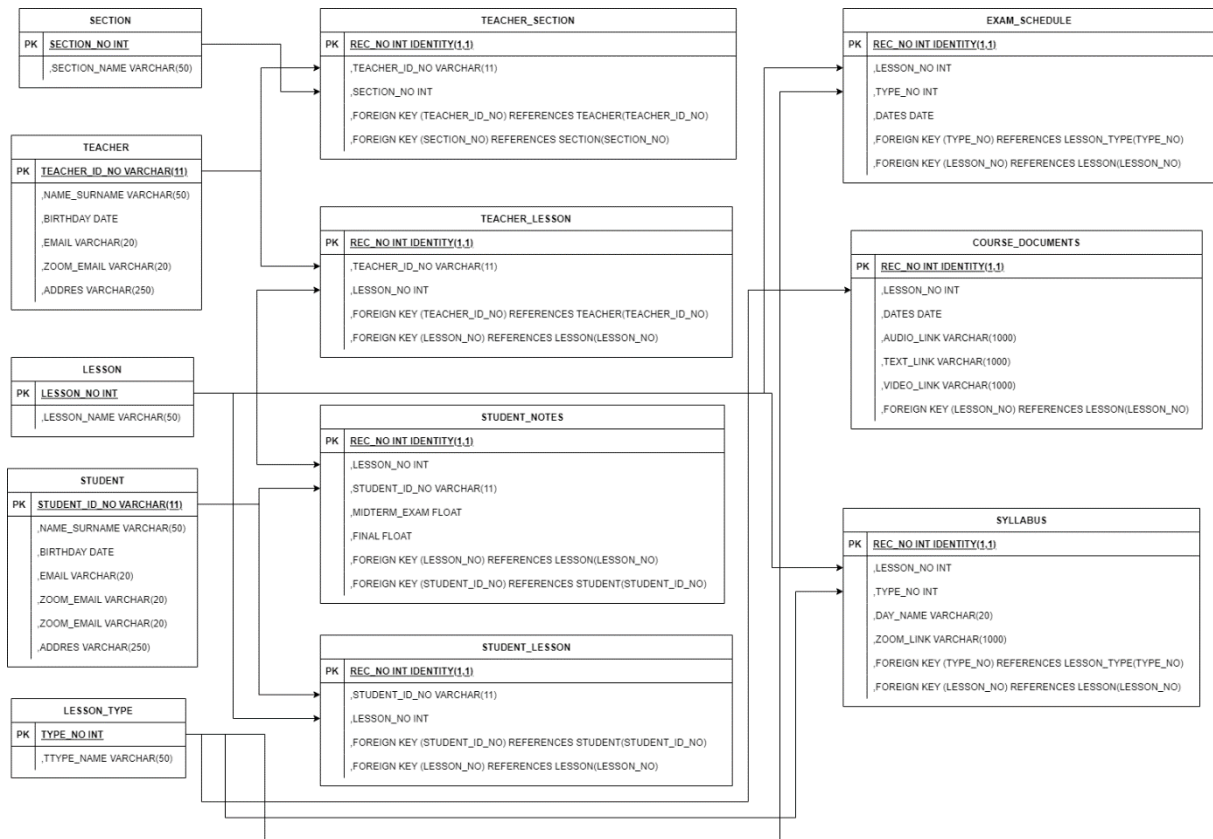 SECTION
PK SECTION_NO INT
,SECTION_NAME VARCHAR(50)
TEACHER
PK TEACHER_ID_NO VARCHAR(11)
,NAME_SURNAME VARCHAR(50)
,BIRTHDAY DATE
,EMAIL VARCHAR(20)
,ZOOM_EMAIL VARCHAR(20)
,ADDRES VARCHAR(250)
LESSON
PK LESSON_NO INT
,LESSON_NAME VARCHAR(50)
STUDENT
PK STUDENT_ID_NO VARCHAR(11)
,NAME_SURNAME VARCHAR(50)
,BIRTHDAY DATE
,EMAIL VARCHAR(20)
,ZOOM_EMAIL VARCHAR(20)
,ZOOM_EMAIL VARCHAR(20)
,ADDRES VARCHAR(250)
LESSON_TYPE
PK TYPE_NO INT
,TTYPE_NAME VARCHAR(50)
TEACHER_SECTION
PK REC_NO INT IDENTITY(1,1)
,TEACHER_ID_NO VARCHAR(11)
,SECTION_NO INT
,FOREIGN KEY (TEACHER_ID_NO) REFERENCES TEACHER(TEACHER_ID_NO)
,FOREIGN KEY (SECTION_NO) REFERENCES SECTION(SECTION_NO)
TEACHER_LESSON
PK REC_NO INT IDENTITY(1,1)
,TEACHER_ID_NO VARCHAR(11)
,LESSON_NO INT
,FOREIGN KEY (TEACHER_ID_NO) REFERENCES TEACHER(TEACHER_ID_NO)
,FOREIGN KEY (LESSON_NO) REFERENCES LESSON(LESSON_NO)
STUDENT_NOTES
PK REC_NO INT IDENTITY(1,1)
,LESSON_NO INT
,STUDENT_ID_NO VARCHAR(11)
,MIDTERM_EXAM FLOAT
,FINAL FLOAT
,FOREIGN KEY (LESSON_NO) REFERENCES LESSON(LESSON_NO)
,FOREIGN KEY (STUDENT_ID_NO) REFERENCES STUDENT(STUDENT_ID_NO)
STUDENT_LESSON
PK REC_NO INT IDENTITY(1,1)
,STUDENT_ID_NO VARCHAR(11)
,LESSON_NO INT
,FOREIGN KEY (STUDENT_ID_NO) REFERENCES STUDENT(STUDENT_ID_NO)
,FOREIGN KEY (LESSON_NO) REFERENCES LESSON(LESSON_NO)
EXAM_SCHEDULE
PK REC_NO INT IDENTITY(1,1)
,LESSON_NO INT
,TYPE_NO INT
,DATES DATE
,FOREIGN KEY (TYPE_NO) REFERENCES LESSON_TYPE(TYPE_NO)
,FOREIGN KEY (LESSON_NO) REFERENCES LESSON(LESSON_NO)
COURSE_DOCUMENTS
PK REC_NO INT IDENTITY(1,1)
,LESSON_NO INT
,DATES DATE
,AUDIO_LINK VARCHAR(1000)
,TEXT_LINK VARCHAR(1000)
,VIDEO_LINK VARCHAR(1000)
,FOREIGN KEY (LESSON_NO) REFERENCES LESSON(LESSON_NO)
SYLLABUS
PK REC_NO INT IDENTITY(1,1)
,LESSON_NO INT
,TYPE_NO INT
,DAY_NAME VARCHAR(20)
,ZOOM_LINK VARCHAR(1000)
,FOREIGN KEY (TYPE_NO) REFERENCES LESSON_TYPE(TYPE_NO)
,FOREIGN KEY (LESSON_NO) REFERENCES LESSON(LESSON_NO)